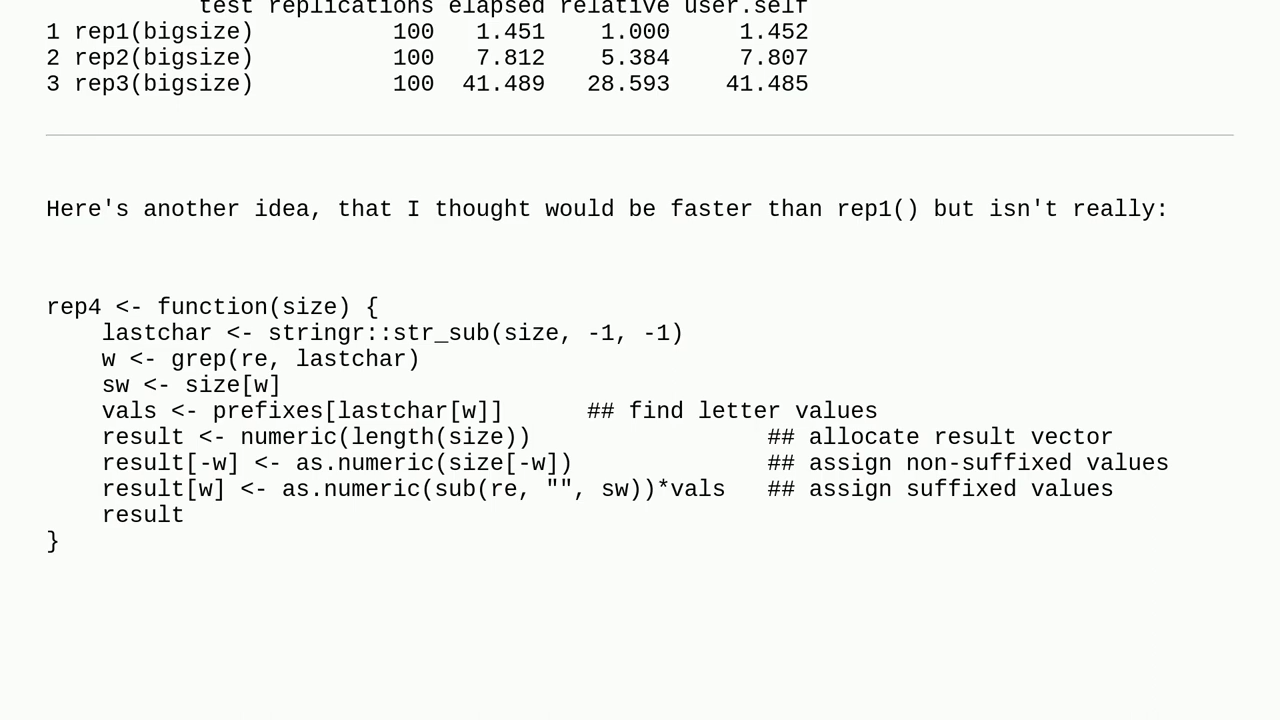 test replications elapsed relative user.self
1 rep1(bigsize)          100   1.451    1.000     1.452
2 rep2(bigsize)          100   7.812    5.384     7.807
3 rep3(bigsize)          100  41.489   28.593    41.485
Here's another idea, that I thought would be faster than rep1() but isn't really:
rep4 <- function(size) {
    lastchar <- stringr::str_sub(size, -1, -1)
    w <- grep(re, lastchar)
    sw <- size[w]
    vals <- prefixes[lastchar[w]]      ## find letter values
    result <- numeric(length(size))                 ## allocate result vector
    result[-w] <- as.numeric(size[-w])              ## assign non-suffixed values
    result[w] <- as.numeric(sub(re, "", sw))*vals   ## assign suffixed values
    result
}